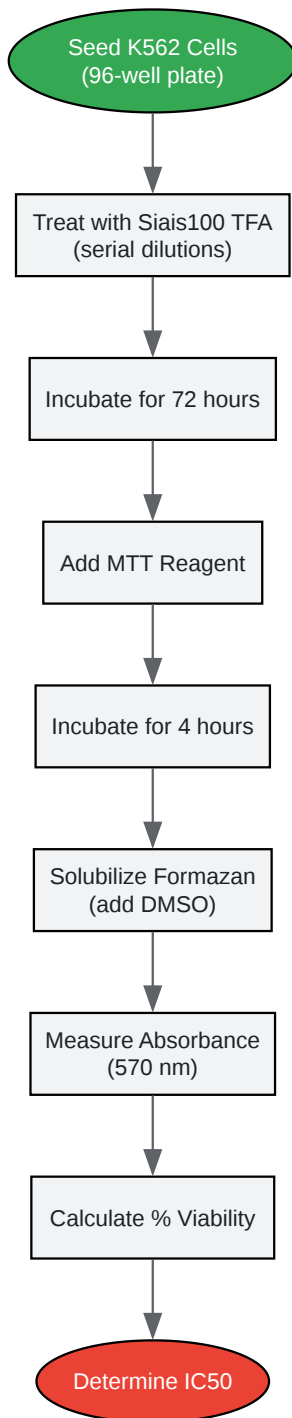 Seed K562 Cells
(96-well plate)
Treat with Siais100 TFA
(serial dilutions)
Incubate for 72 hours
Add MTT Reagent
Incubate for 4 hours
Solubilize Formazan
(add DMSO)
Measure Absorbance
(570 nm)
Calculate % Viability
Determine IC50